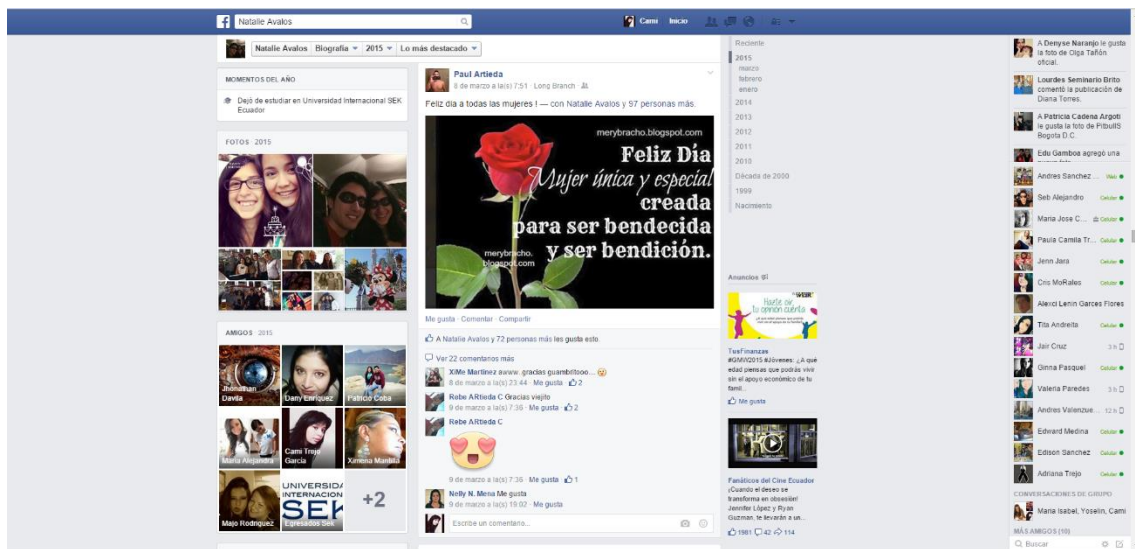 Natalie Avalos
Cami Inicio
Natalie Avalos Biografía 2015 Lo más destacado
MOMENTOS DEL AÑO
Dejó de estudiar en Universidad Internacional SEK
Ecuador
FOTOS · 2015
AMIGOS · 2015
Jhonathan
Davila
Dany Enriquez
Patricio Coba
Maria Alejandra
Cami Trejo
García
Ximena Mantilla
Majo Rodriguez
UNIVERSIDA
INTERNACION
SEK
Egresados Sek
+2
Paul Artieda
8 de marzo a la(s) 7:51 · Long Branch ·
Feliz dia a todas las mujeres ! — con Natalie Avalos y 97 personas más.
merybracho.blogspot.com
Feliz Día
Mujer única y especial
creada
para ser bendecida
y ser bendición.
merybracho.
blogspot.com
Me gusta · Comentar · Compartir
A Natalie Avalos y 72 personas más les gusta esto.
Ver 22 comentarios más
XiMe Martinez awww. gracias guambritooo...
8 de marzo a la(s) 23:44 · Me gusta · 2
Rebe ARtieda C Gracias viejito
9 de marzo a la(s) 7:36 · Me gusta · 2
Rebe ARtieda C
9 de marzo a la(s) 7:36 · Me gusta · 1
Nelly N. Mena Me gusta
9 de marzo a la(s) 19:02 · Me gusta
Escribe un comentario...
Reciente
2015
marzo
febrero
enero
2014
2013
2012
2011
2010
Década de 2000
1999
Nacimiento
Anuncios
Hazte oír,
tu opinión cuenta
TusFinanzas
#GMW2015 #Jóvenes: ¿A qué
edad piensas que podrás vivir
sin el apoyo económico de tu
famil...
Me gusta
Fanáticos del Cine Ecuador
¡Cuando el deseo se
transforma en obsesión!
Jennifer López y Ryan
Guzman, te llevarán a un...
1981 42 114
A Denyse Naranjo le gusta
la foto de Olga Tañón
oficial.
Lourdes Seminario Brito
comentó la publicación de
Diana Torres.
A Patricia Cadena Argoti
le gusta la foto de PitbullS
Bogota D.C.
Edu Gamboa agregó una
Andres Sanchez ... Web
Seb Alejandro Celular
Maria Jose C... Celular
Paula Camila Tr... Celular
Jenn Jara Celular
Cris MoRales Celular
Alexci Lenin Garces Flores
Tita Andreita Celular
Jair Cruz 3 h
Ginna Pasquel Celular
Valeria Paredes 5 h
Andres Valenzue... 12 h
Edward Medina Celular
Edison Sanchez Celular
Adriana Trejo Celular
CONVERSACIONES DE GRUPO
Maria Isabel, Yoselin, Cami
MÁS AMIGOS (10)
Buscar